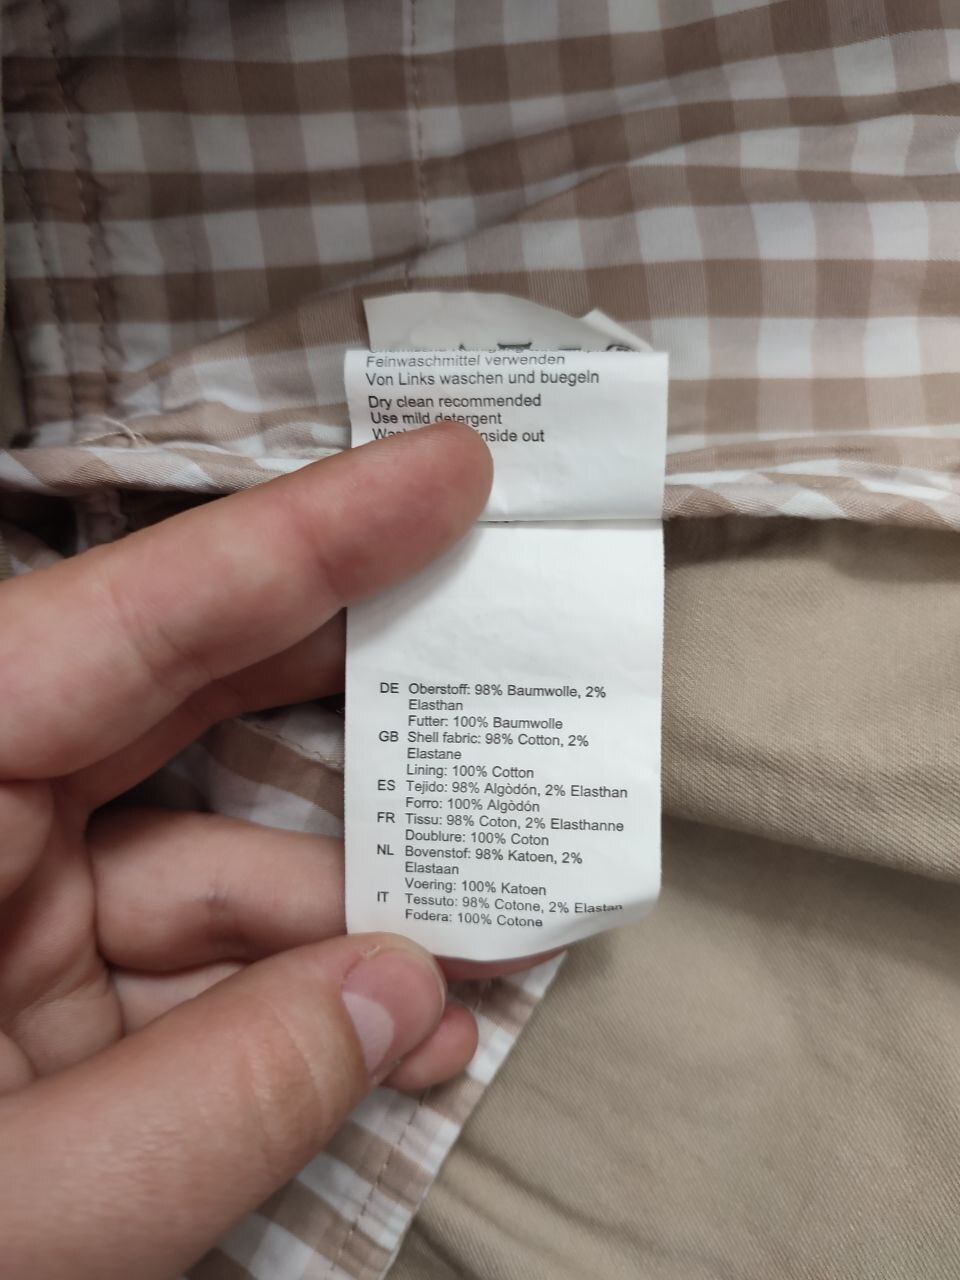 Feinwaschmittel verwenden
Von Links waschen und buegeln
Dry clean recommended
Use mild detergent
inside out
DE Oberstoff: 98% Baumwolle, 2%
Elasthan
Futter: 100% Baumwolle
GB Shell fabric: 98% Cotton, 2%
Elastane
Lining: 100% Cotton
ES Tejido: 98% Algòdón, 2% Elasthan
Forro: 100% Algòdón
FR Tissu: 98% Coton, 2% Elasthanne
Doublure: 100% Coton
NL Bovenstof: 98% Katoen, 2%
Elastaan
Voering: 100% Katoen
IT Tessuto: 98% Cotone, 2% Elastan
Fodera: 100% Cotone